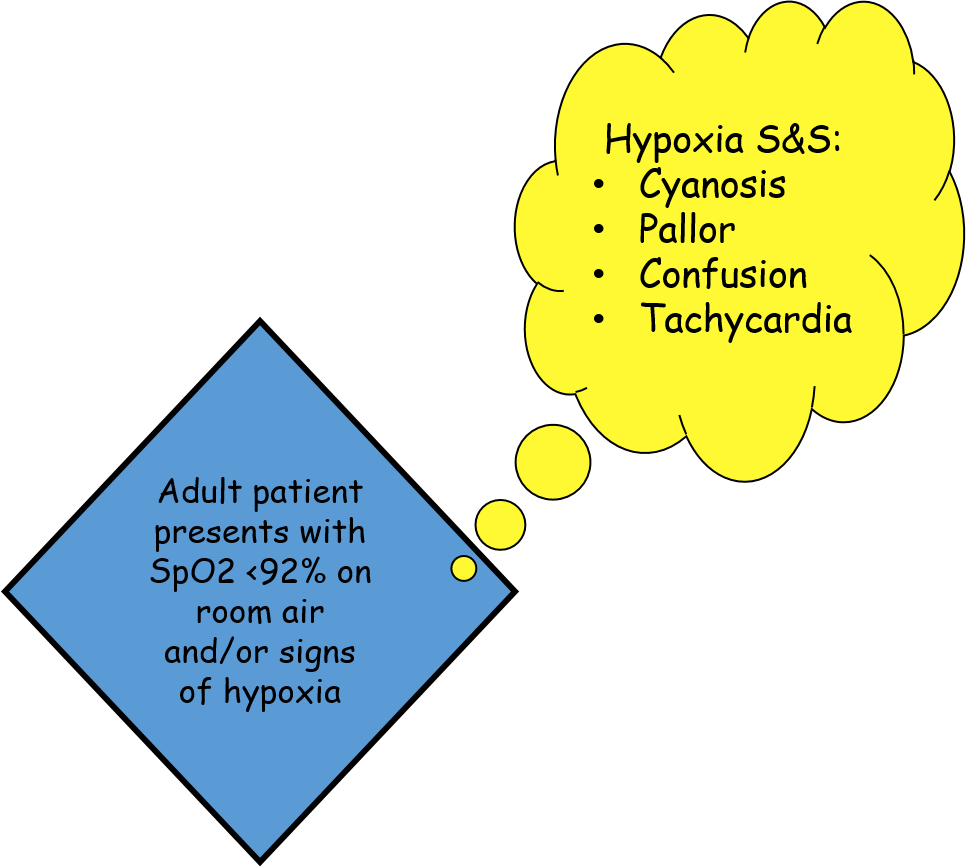 Hypoxia S&S:
• Cyanosis
• Pallor
• Confusion
• Tachycardia
Adult patient
presents with
SpO2 <92% on
room air
and/or signs
of hypoxia